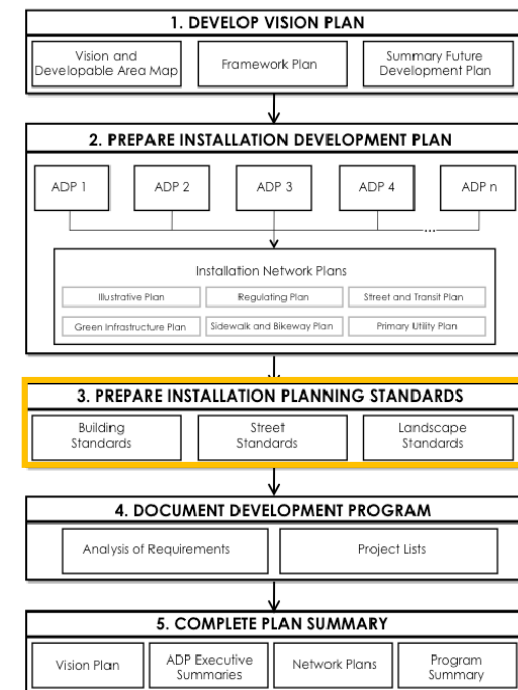 1. DEVELOP VISION PLAN
Vision and
Developable Area Map
Framework Plan
Summary Future
Development Plan
2. PREPARE INSTALLATION DEVELOPMENT PLAN
ADP 1
ADP 2
ADP 3
ADP 4
ADP n
...
Installation Network Plans
Illustrative Plan
Regulating Plan
Street and Transit Plan
Green Infrastructure Plan
Sidewalk and Bikeway Plan
Primary Utility Plan
3. PREPARE INSTALLATION PLANNING STANDARDS
Building
Standards
Street
Standards
Landscape
Standards
4. DOCUMENT DEVELOPMENT PROGRAM
Analysis of Requirements
Project Lists
5. COMPLETE PLAN SUMMARY
Vision Plan
ADP Executive
Summaries
Network Plans
Program
Summary